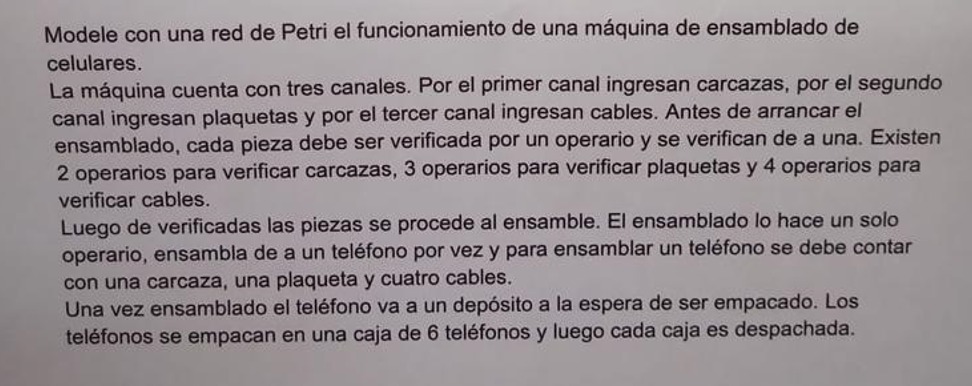 Modele con una red de Petri el funcionamiento de una máquina de ensamblado de
celulares.
La máquina cuenta con tres canales. Por el primer canal ingresan carcazas, por el segundo
canal ingresan plaquetas y por el tercer canal ingresan cables. Antes de arrancar el
ensamblado, cada pieza debe ser verificada por un operario y se verifican de a una. Existen
2 operarios para verificar carcazas, 3 operarios para verificar plaquetas y 4 operarios para
verificar cables.
Luego de verificadas las piezas se procede al ensamble. El ensamblado lo hace un solo
operario, ensambla de a un teléfono por vez y para ensamblar un teléfono se debe contar
con una carcaza, una plaqueta y cuatro cables.
Una vez ensamblado el teléfono va a un depósito a la espera de ser empacado. Los
teléfonos se empacan en una caja de 6 teléfonos y luego cada caja es despachada.